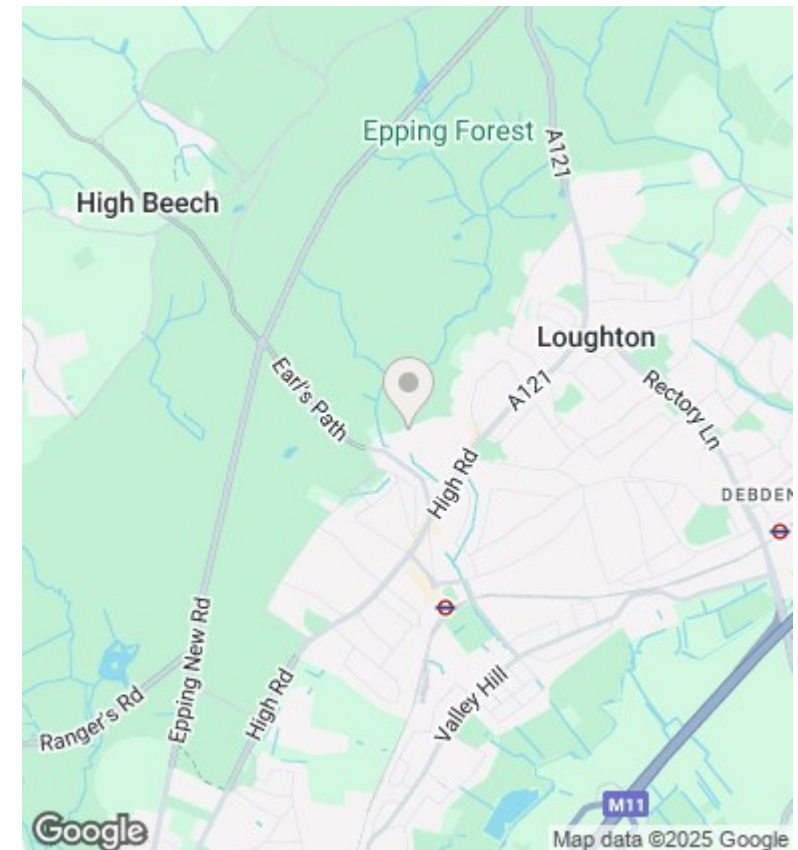 Epping Forest
A121
High Beech
Loughton
Earl's Path
A121
Rectory Ln
High Rd
DEBDEN
Epping New Rd
High Rd
Ranger's Rd
Valley Hill
M11
Google
Map data ©2025 Google